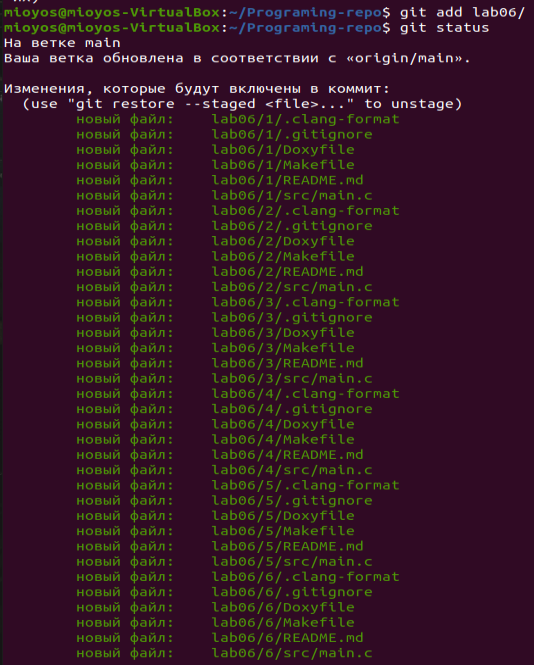 mioyos@mioyos-VirtualBox:~/Programing-repo$ git add lab06/
mioyos@mioyos-VirtualBox:~/Programing-repo$ git status
На ветке main
Ваша ветка обновлена в соответствии с «origin/main».

Изменения, которые будут включены в коммит:
  (use "git restore --staged <file>..." to unstage)
        новый файл:    lab06/1/.clang-format
        новый файл:    lab06/1/.gitignore
        новый файл:    lab06/1/Doxyfile
        новый файл:    lab06/1/Makefile
        новый файл:    lab06/1/README.md
        новый файл:    lab06/1/src/main.c
        новый файл:    lab06/2/.clang-format
        новый файл:    lab06/2/.gitignore
        новый файл:    lab06/2/Doxyfile
        новый файл:    lab06/2/Makefile
        новый файл:    lab06/2/README.md
        новый файл:    lab06/2/src/main.c
        новый файл:    lab06/3/.clang-format
        новый файл:    lab06/3/.gitignore
        новый файл:    lab06/3/Doxyfile
        новый файл:    lab06/3/Makefile
        новый файл:    lab06/3/README.md
        новый файл:    lab06/3/src/main.c
        новый файл:    lab06/4/.clang-format
        новый файл:    lab06/4/.gitignore
        новый файл:    lab06/4/Doxyfile
        новый файл:    lab06/4/Makefile
        новый файл:    lab06/4/README.md
        новый файл:    lab06/4/src/main.c
        новый файл:    lab06/5/.clang-format
        новый файл:    lab06/5/.gitignore
        новый файл:    lab06/5/Doxyfile
        новый файл:    lab06/5/Makefile
        новый файл:    lab06/5/README.md
        новый файл:    lab06/5/src/main.c
        новый файл:    lab06/6/.clang-format
        новый файл:    lab06/6/.gitignore
        новый файл:    lab06/6/Doxyfile
        новый файл:    lab06/6/Makefile
        новый файл:    lab06/6/README.md
        новый файл:    lab06/6/src/main.c